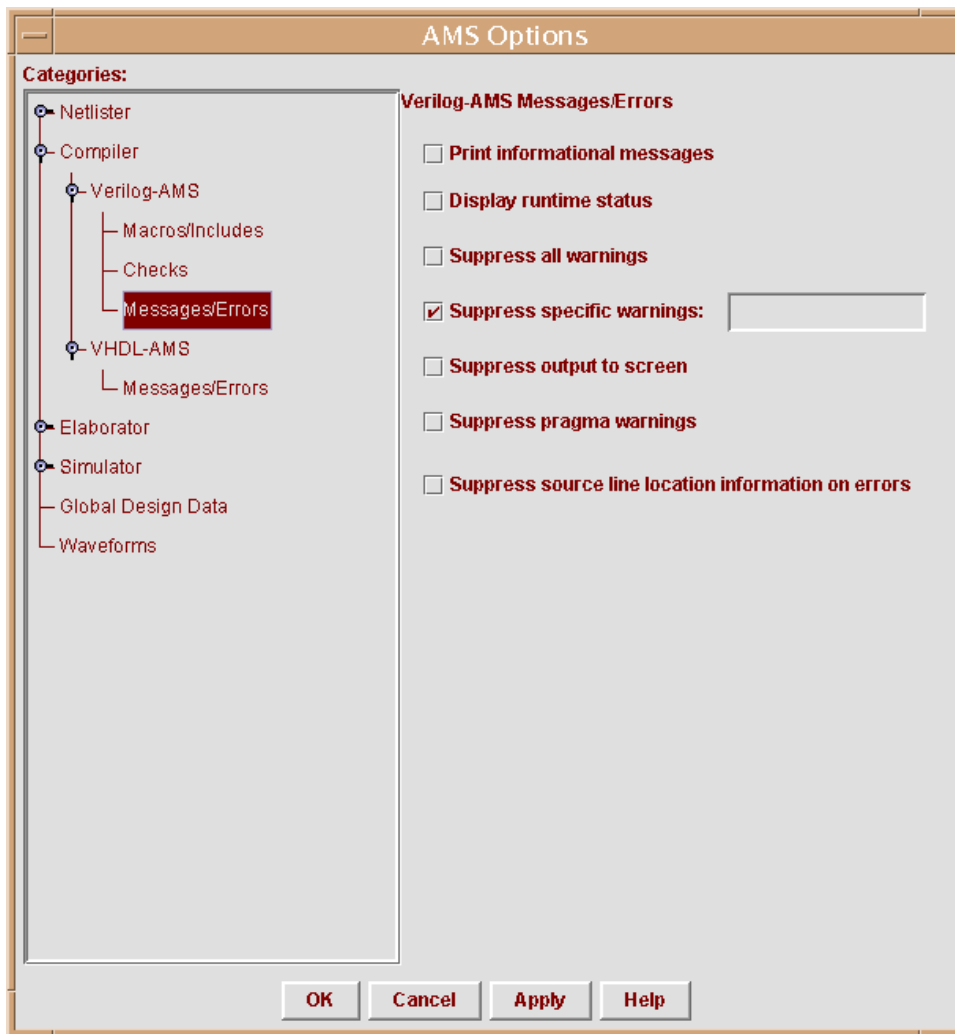 AMS Options
Categories:
Netlister
Compiler
Verilog-AMS
Macros/Includes
Checks
Messages/Errors
VHDL-AMS
Messages/Errors
Elaborator
Simulator
Global Design Data
Waveforms
Verilog-AMS Messages/Errors
Print informational messages
Display runtime status
Suppress all warnings
Suppress specific warnings:
Suppress output to screen
Suppress pragma warnings
Suppress source line location information on errors
OK Cancel Apply Help